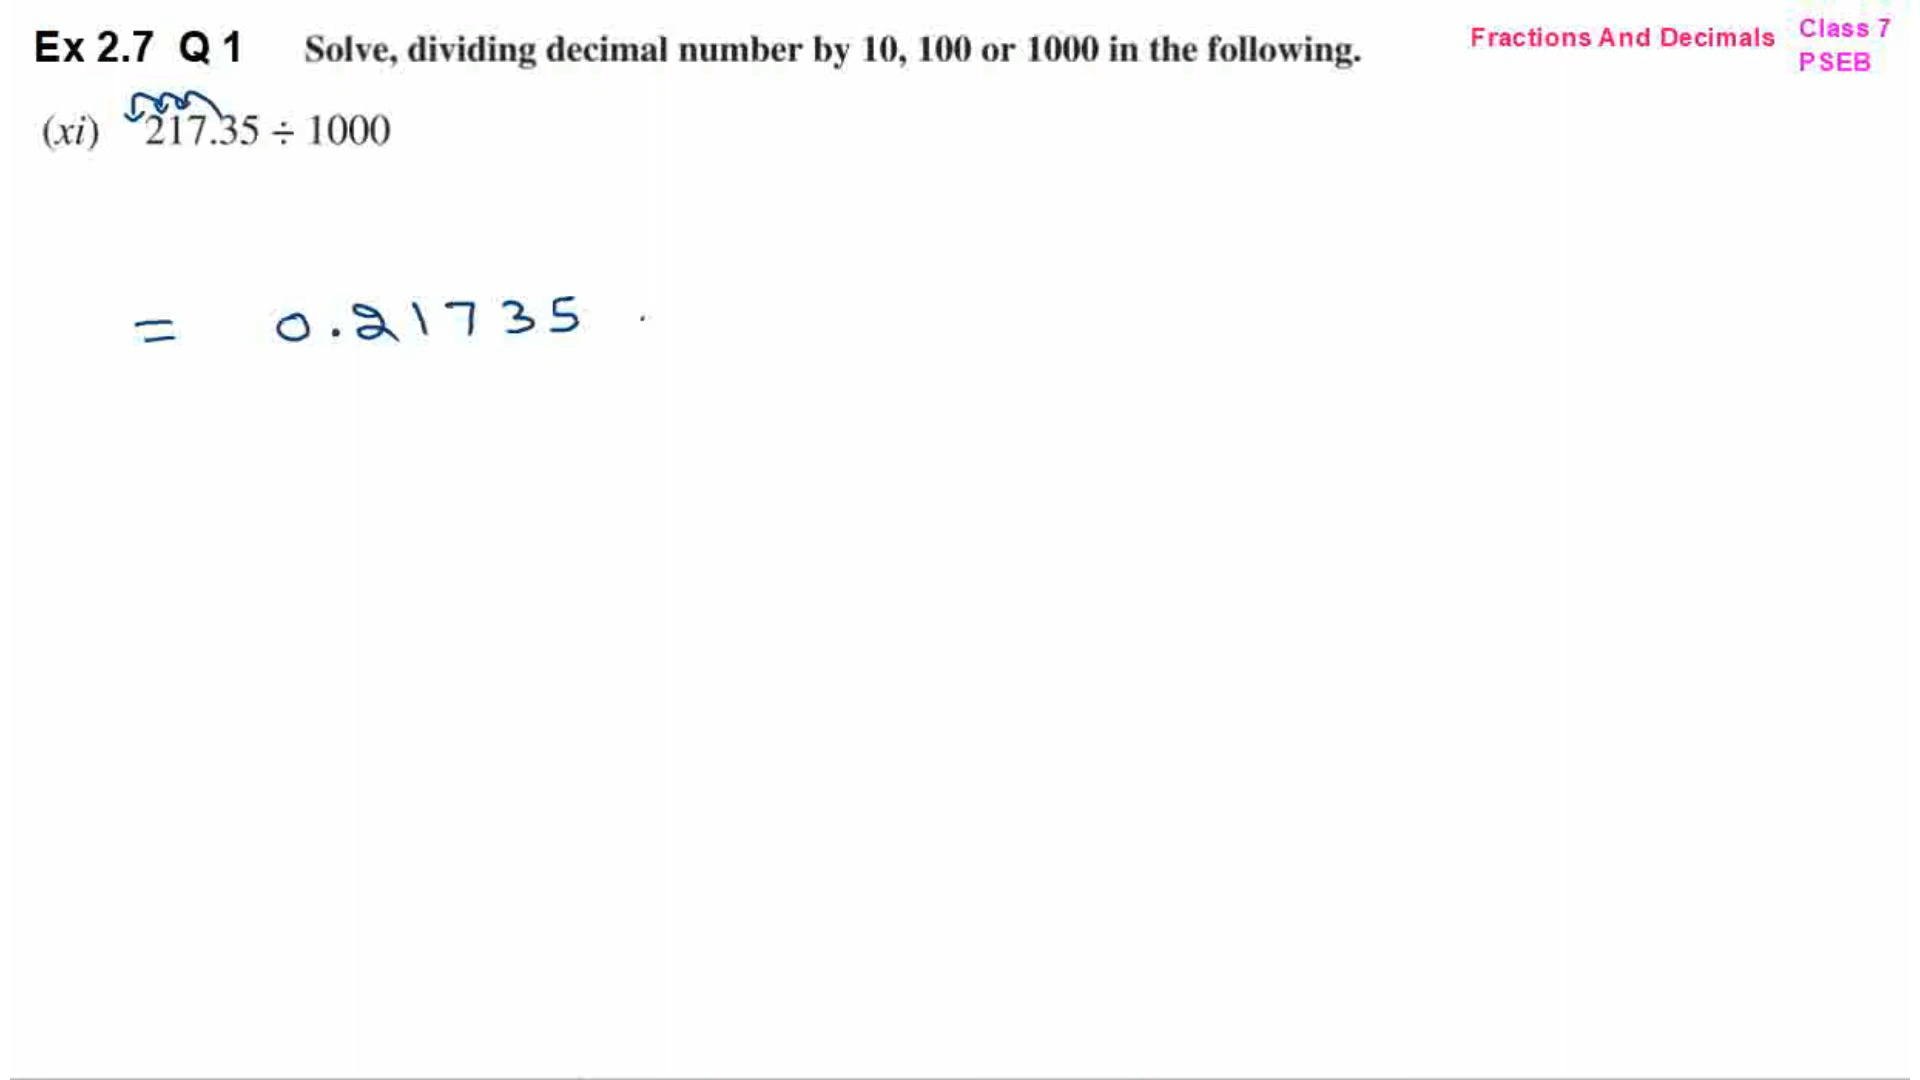 Ex 2.7 Q 1 Solve, dividing decimal number by 10, 100 or 1000 in the following.
Fractions And Decimals
Class 7
PSEB
(xi) 217.35 ÷ 1000
= 0.21735